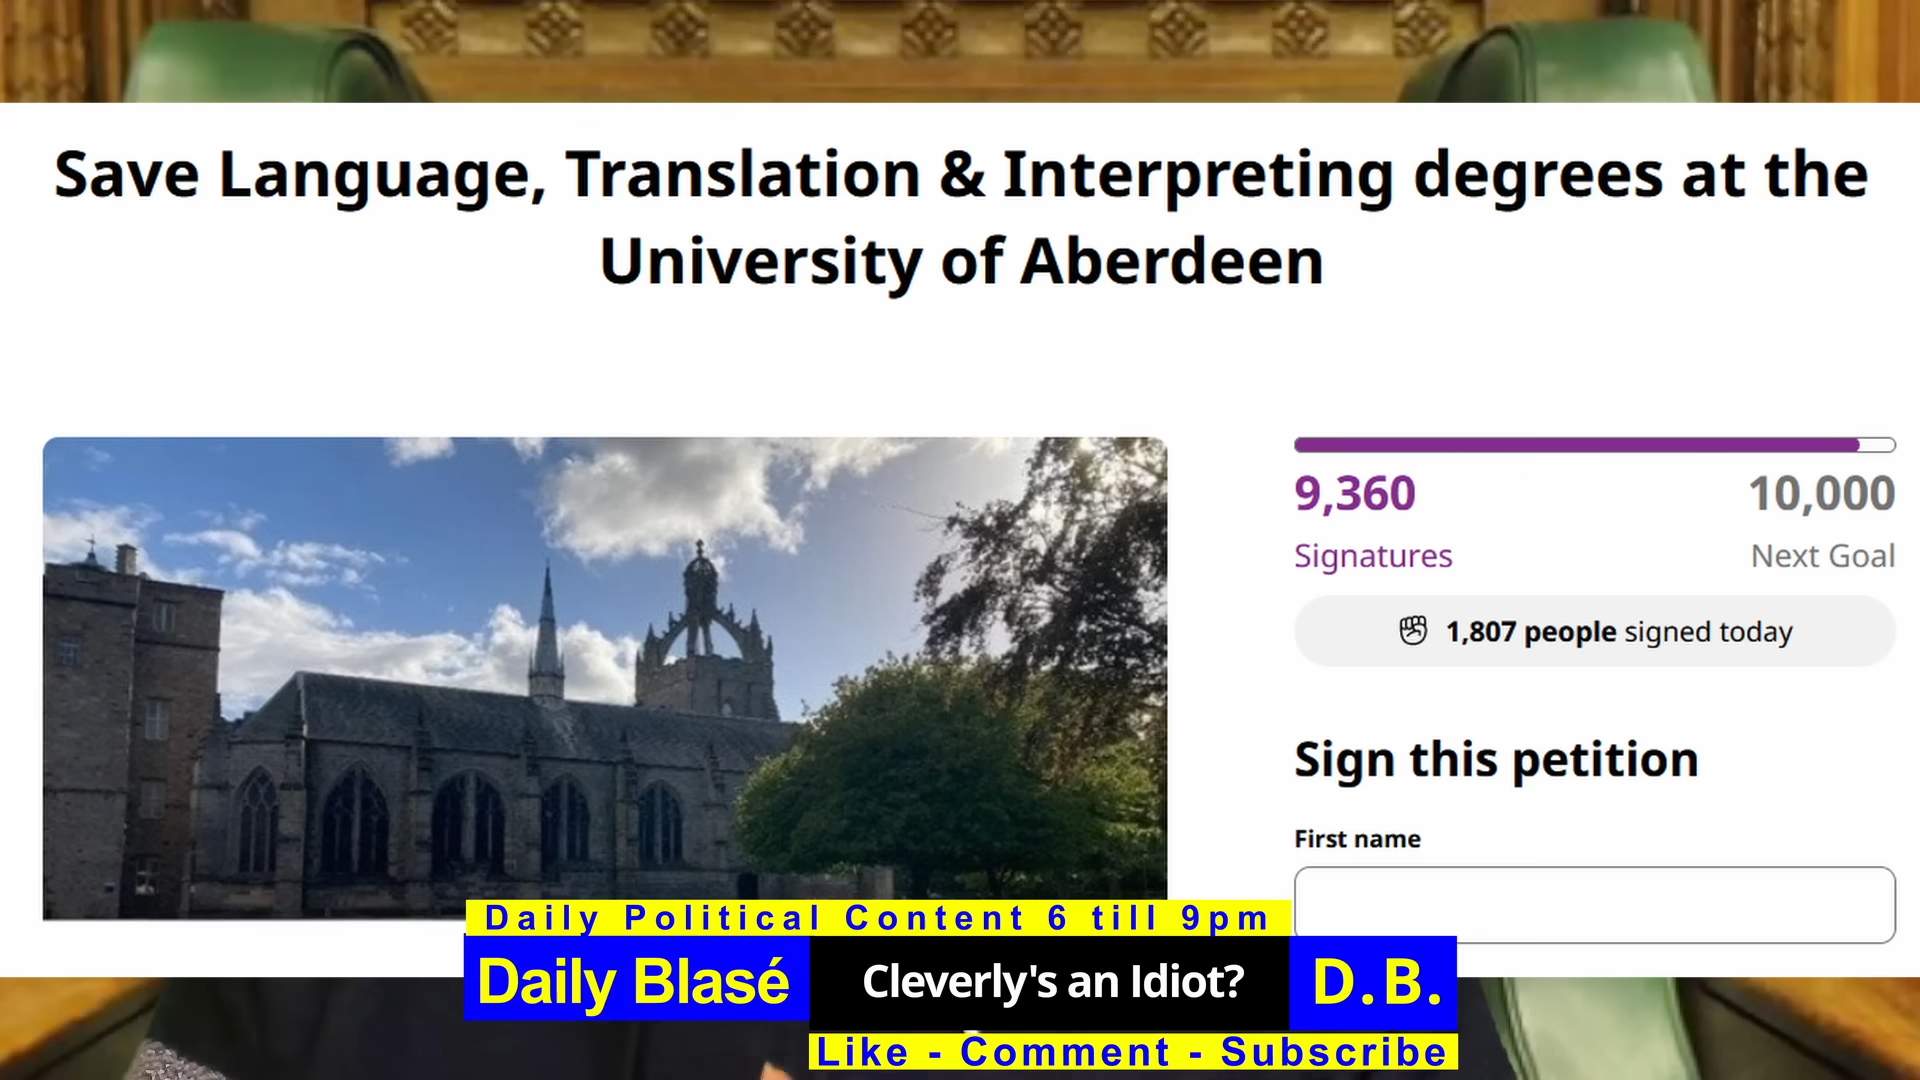 Save Language, Translation & Interpreting degrees at the
University of Aberdeen
9,360
10,000
Signatures
Next Goal
1,807 people signed today
Sign this petition
First name
Daily Political Content 6 till 9pm
Daily Blasé
Cleverly's an Idiot?
D.B.
Like - Comment - Subscribe